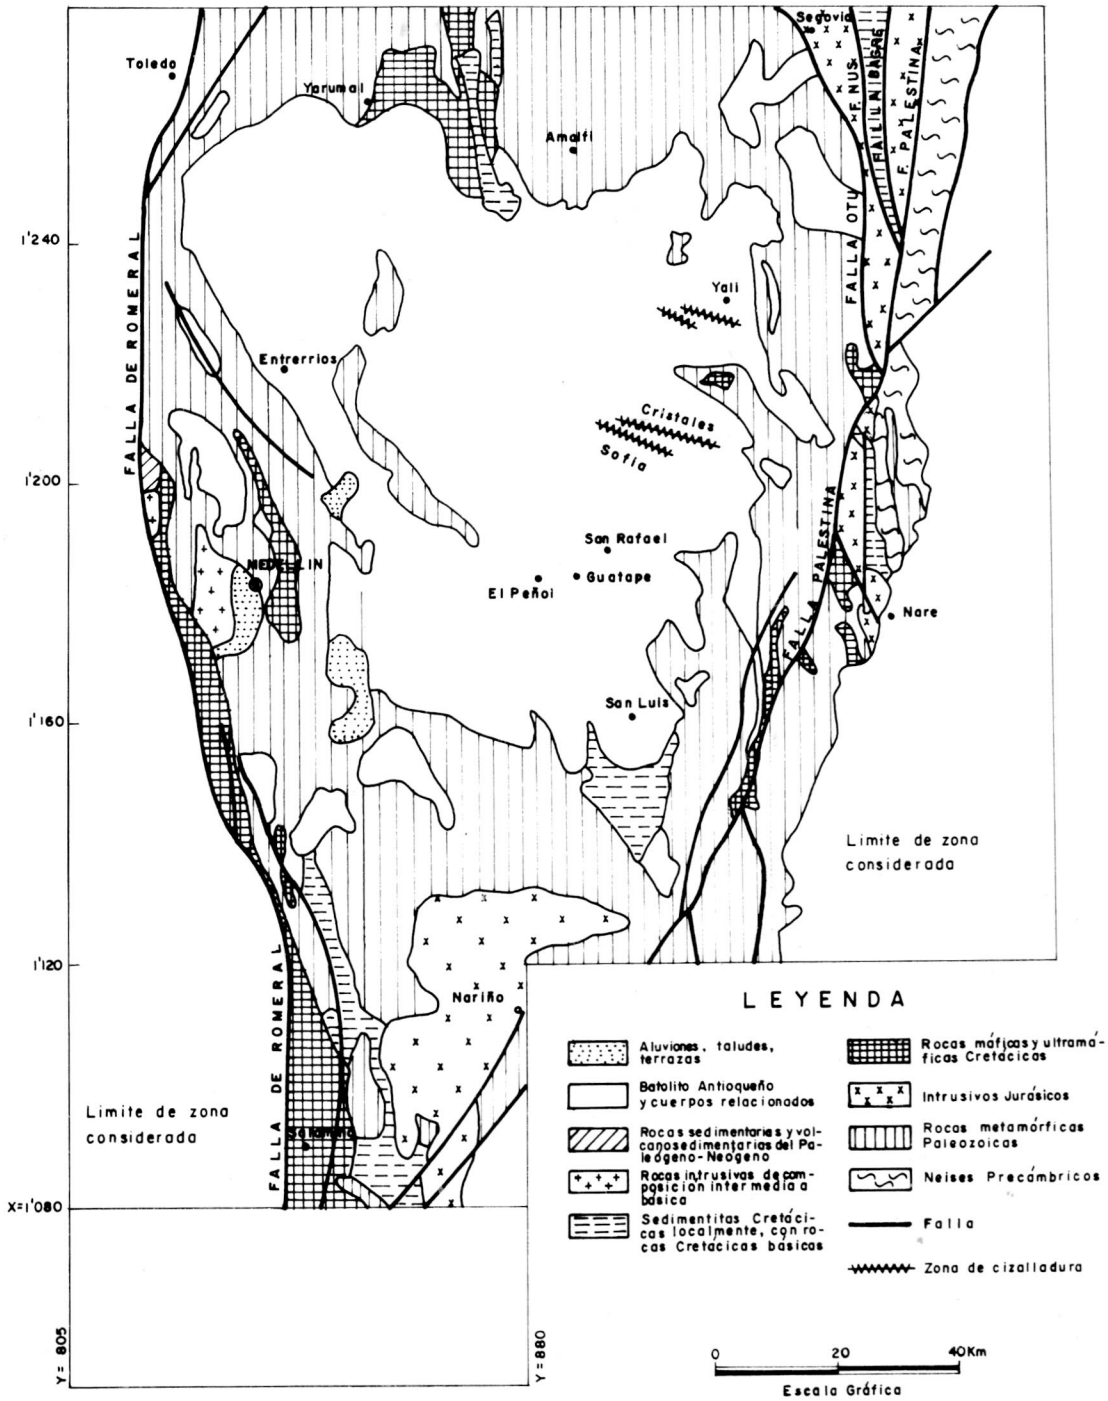 Segovia
Toledo
Yarumal
Amalfi
F. NUS
FALLA BAGRE
F. PALESTINA
1'240
FALLA OTU
FALLA DE ROMERAL
Yali
Entrerrios
Cristales
Sofia
1'200
San Rafael
MEDELLIN
El Peñol
Guatape
FALLA PALESTINA
Nare
San Luis
1'160
Limite de zona
considerada
1'120
FALLA DE ROMERAL
Nariño
Limite de zona
considerada
Salamina
X=1'080
Y= 805
Y= 880
LEYENDA
Aluviones, taludes,
terrazas
Batolito Antioqueño
y cuerpos relacionados
Rocas sedimentarias y vol-
canosedimentarias del Pa-
leógeno-Neógeno
Rocas intrusivas de com-
posición intermedia a
básica
Sedimentitas Cretáci-
cas localmente, con ro-
cas Cretácicas básicas
Rocas máficas y ultramá-
ficas Cretácicas
Intrusivos Jurásicos
Rocas metamórficas
Paleozoicas
Neises Precámbricos
Falla
Zona de cizalladura
0 20 40Km
Escala Gráfica